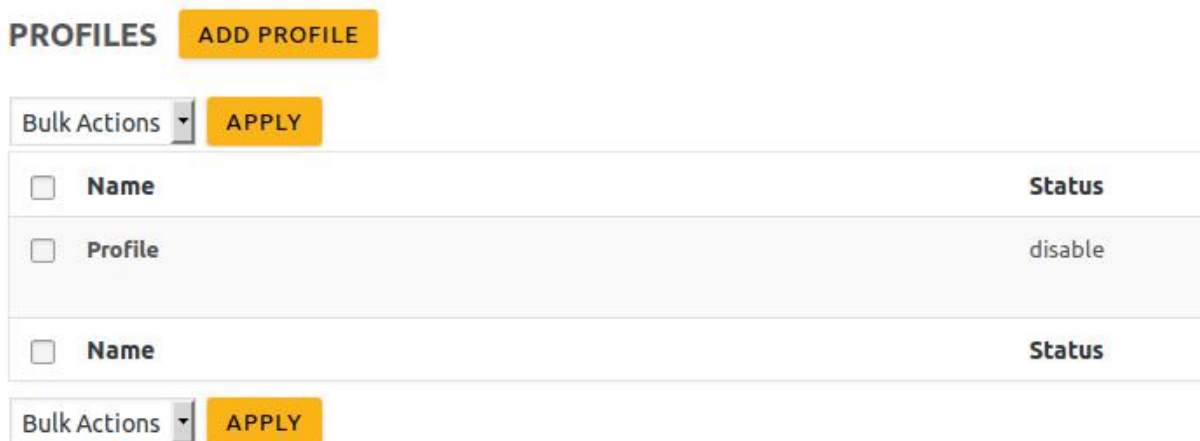 PROFILES ADD PROFILE
Bulk Actions APPLY
Name Status
Profile disable
Name Status
Bulk Actions APPLY